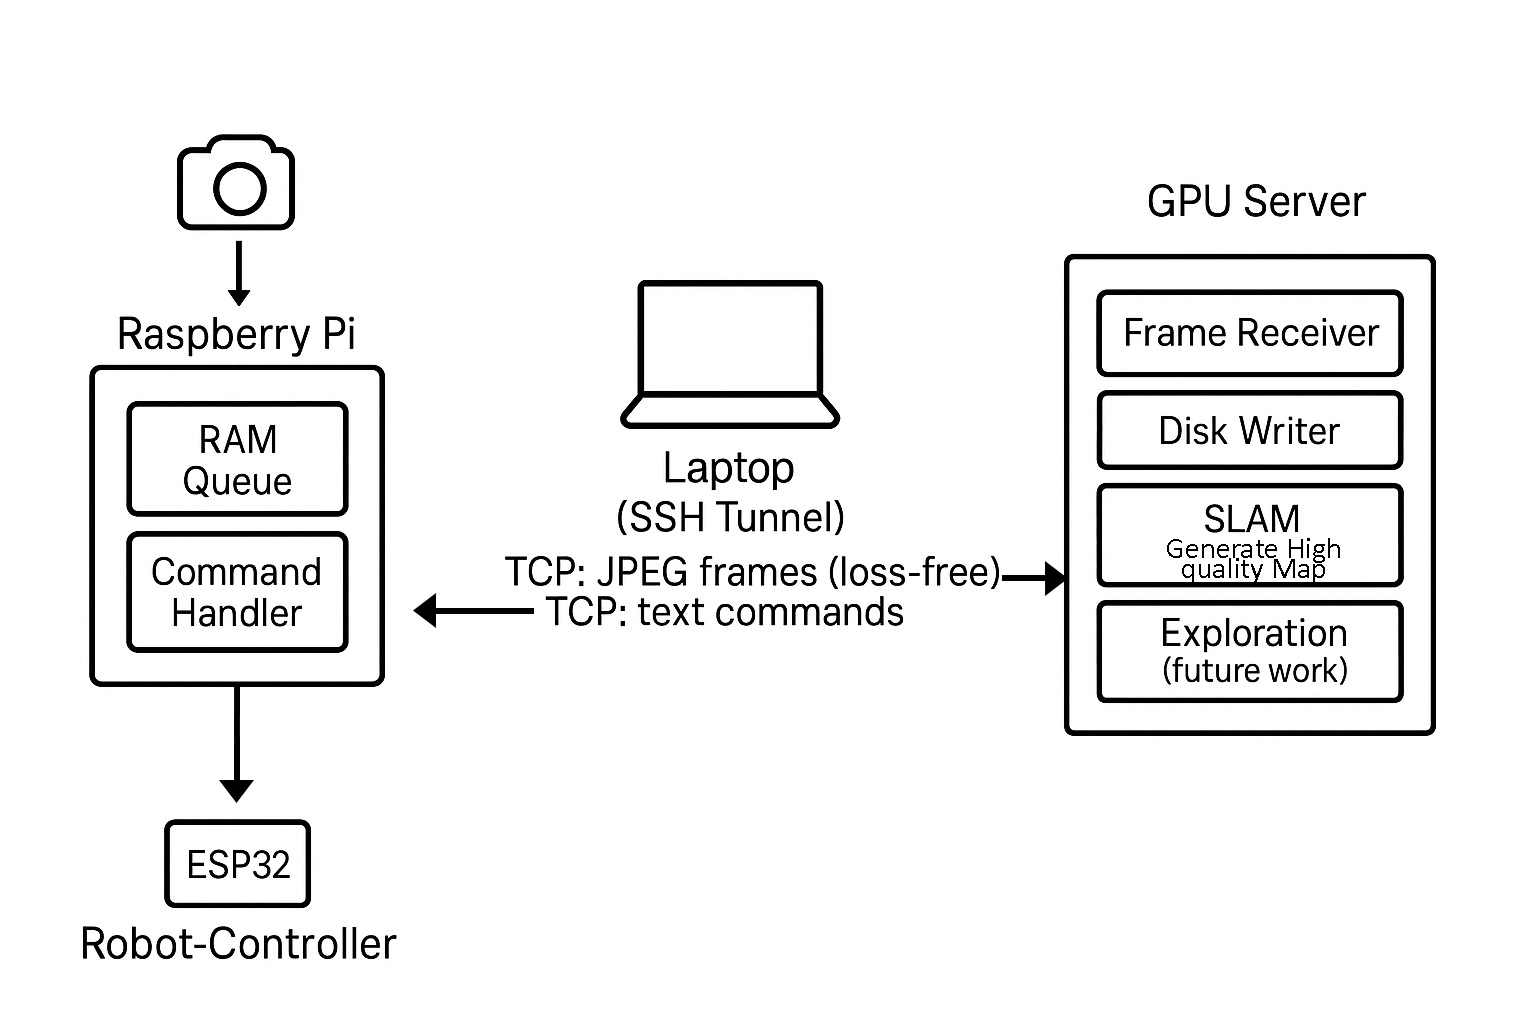 Raspberry Pi
RAM
Queue
Command
Handler
ESP32
Robot-Controller
Laptop
(SSH Tunnel)
TCP: JPEG frames (loss-free)
TCP: text commands
GPU Server
Frame Receiver
Disk Writer
SLAM
Generate High
quality Map
Exploration
(future work)